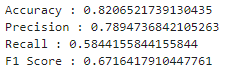 Accuracy : 0.8206521739130435
Precision : 0.7894736842105263
Recall : 0.5844155844155844
F1 Score : 0.6716417910447761